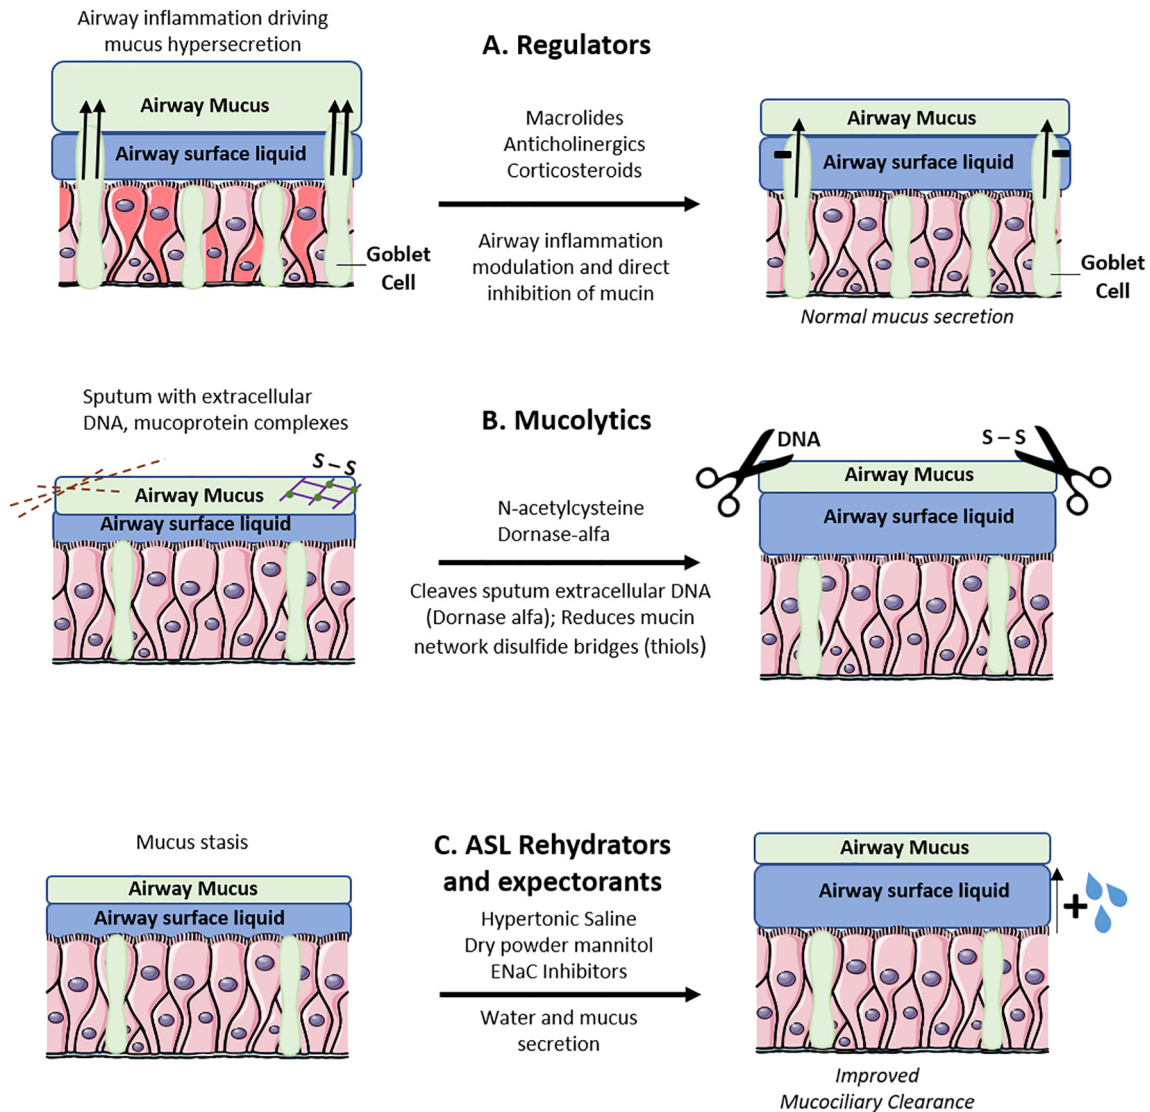 Airway inflammation driving
mucus hypersecretion
A. Regulators
Airway Mucus
Airway surface liquid
Goblet
Cell
Macrolides
Anticholinergics
Corticosteroids
Airway inflammation
modulation and direct
inhibition of mucin
Airway Mucus
Airway surface liquid
Goblet
Cell
Normal mucus secretion
Sputum with extracellular
DNA, mucoprotein complexes
B. Mucolytics
S – S
Airway Mucus
Airway surface liquid
N-acetylcysteine
Dornase-alfa
Cleaves sputum extracellular DNA
(Dornase alfa); Reduces mucin
network disulfide bridges (thiols)
DNA
S – S
Airway Mucus
Airway surface liquid
Mucus stasis
C. ASL Rehydrators
and expectorants
Airway Mucus
Airway surface liquid
Hypertonic Saline
Dry powder mannitol
ENaC Inhibitors
Water and mucus
secretion
Airway Mucus
Airway surface liquid
Improved
Mucociliary Clearance